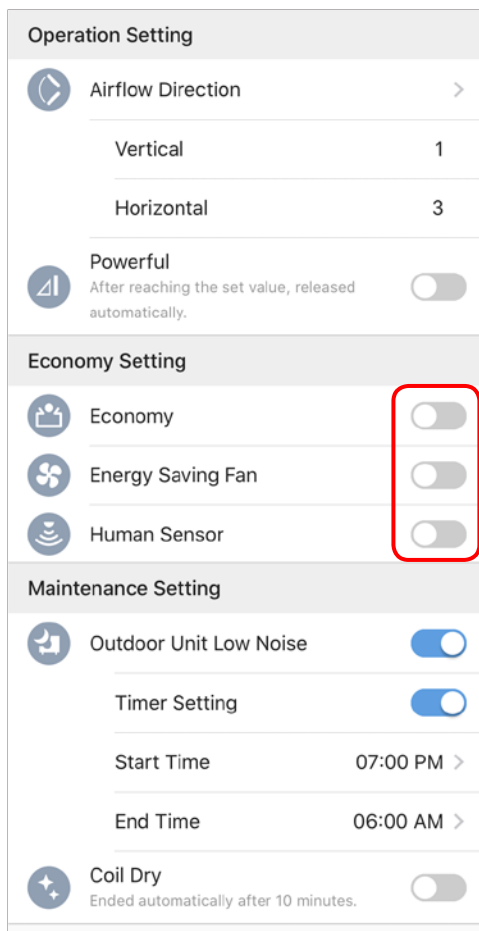 Operation Setting
Airflow Direction
Vertical 1
Horizontal 3
Powerful
After reaching the set value, released
automatically.
Economy Setting
Economy
Energy Saving Fan
Human Sensor
Maintenance Setting
Outdoor Unit Low Noise
Timer Setting
Start Time 07:00 PM
End Time 06:00 AM
Coil Dry
Ended automatically after 10 minutes.